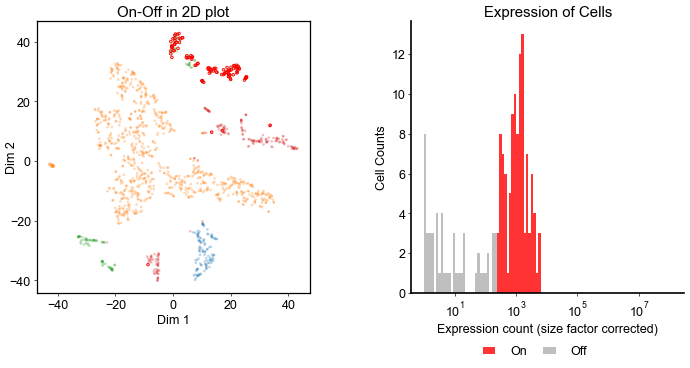 On-Off in 2D plot
Expression of Cells
40
20
0
−20
−40
Dim 2
−40 −20 0 20 40
Dim 1
12
10
8
6
4
2
0
Cell Counts
10^1 10^3 10^5 10^7
Expression count (size factor corrected)
On Off